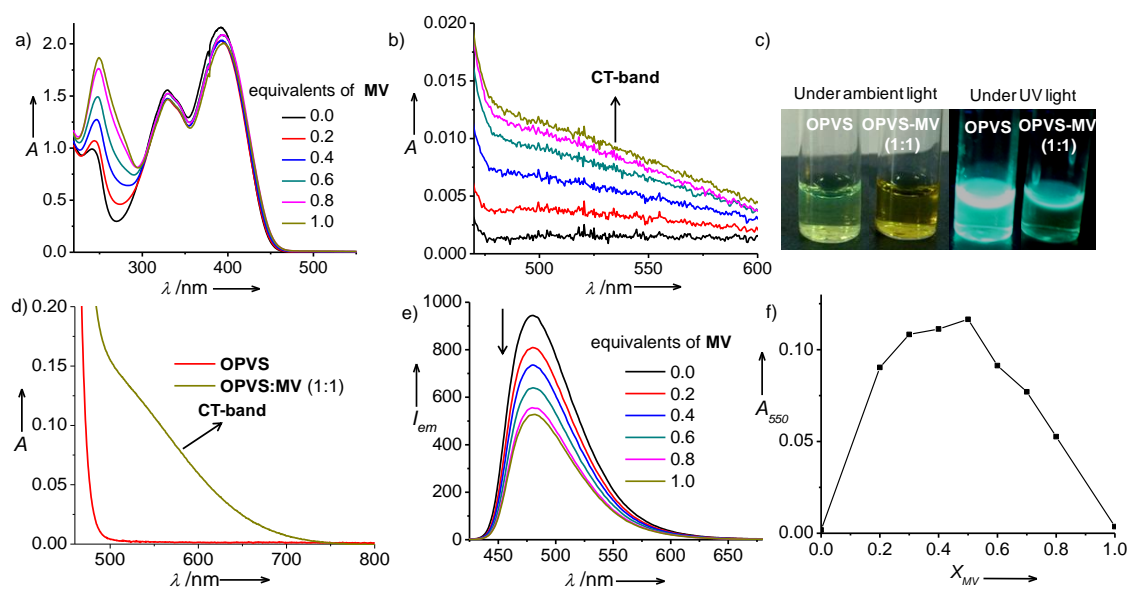 a)
2.0
1.5
1.0
0.5
0.0
A
300
400
500
λ /nm
equivalents of MV
0.0
0.2
0.4
0.6
0.8
1.0
b)
0.020
0.015
0.010
0.005
0.000
A
CT-band
500
550
600
λ /nm
c)
Under ambient light
Under UV light
OPVS
OPVS-MV
(1:1)
OPVS
OPVS-MV
(1:1)
d)
0.20
0.15
0.10
0.05
0.00
A
OPVS
OPVS:MV (1:1)
CT-band
500
600
700
800
λ /nm
e)
1000
800
600
400
200
0
I_em
equivalents of MV
0.0
0.2
0.4
0.6
0.8
1.0
450
500
550
600
650
λ /nm
f)
0.10
0.05
0.00
A_550
0.0
0.2
0.4
0.6
0.8
1.0
X_MV